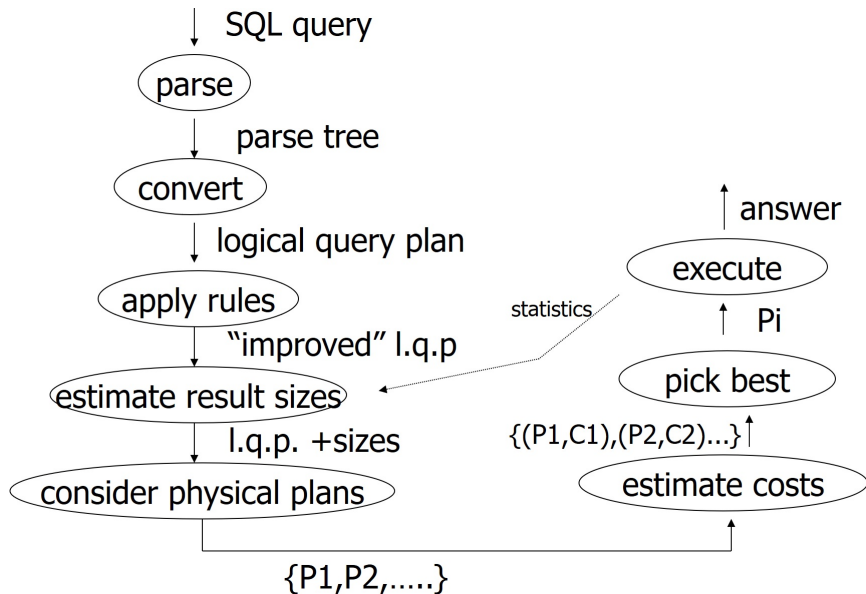 SQL query
parse
parse tree
convert
logical query plan
apply rules
“improved” l.q.p
estimate result sizes
l.q.p. +sizes
consider physical plans
{P1,P2,…..}
estimate costs
{(P1,C1),(P2,C2)...}
pick best
Pi
execute
answer
statistics